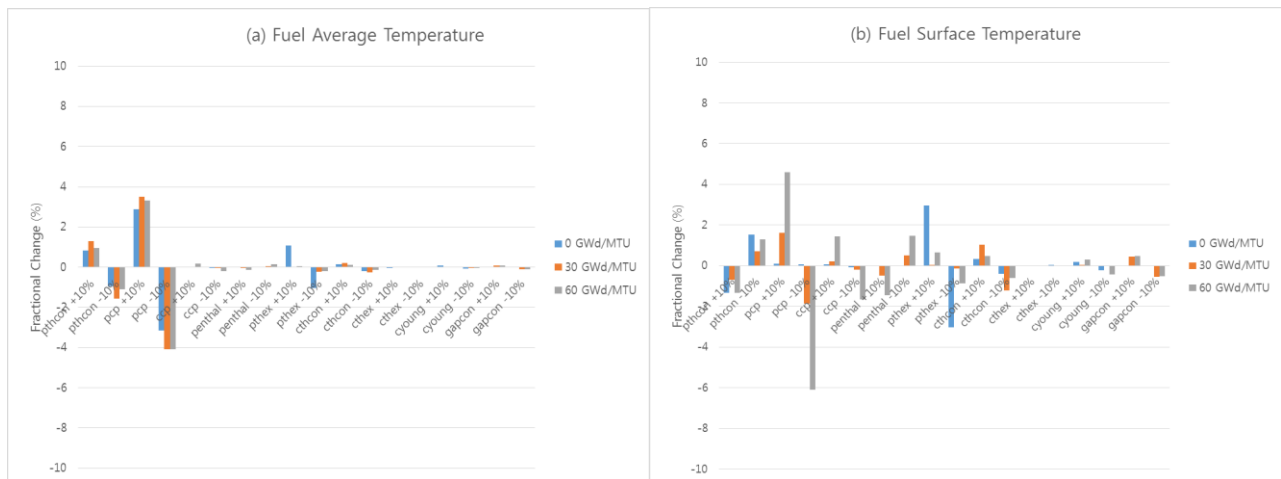 (a) Fuel Average Temperature
Fractional Change (%)
10
8
6
4
2
0
-2
-4
-6
-8
-10
pthcon +10%
pthcon -10%
pcp +10%
pcp -10%
ccp +10%
ccp -10%
penthal +10%
penthal -10%
pthex +10%
pthex -10%
cthcon +10%
cthcon -10%
cthex +10%
cthex -10%
cyoung +10%
cyoung -10%
gapcon +10%
gapcon -10%
0 GWd/MTU
30 GWd/MTU
60 GWd/MTU
(b) Fuel Surface Temperature
Fractional Change (%)
10
8
6
4
2
0
-2
-4
-6
-8
-10
pthcon +10%
pthcon -10%
pcp +10%
pcp -10%
ccp +10%
ccp -10%
penthal +10%
penthal -10%
pthex +10%
pthex -10%
cthcon +10%
cthcon -10%
cthex +10%
cthex -10%
cyoung +10%
cyoung -10%
gapcon +10%
gapcon -10%
0 GWd/MTU
30 GWd/MTU
60 GWd/MTU